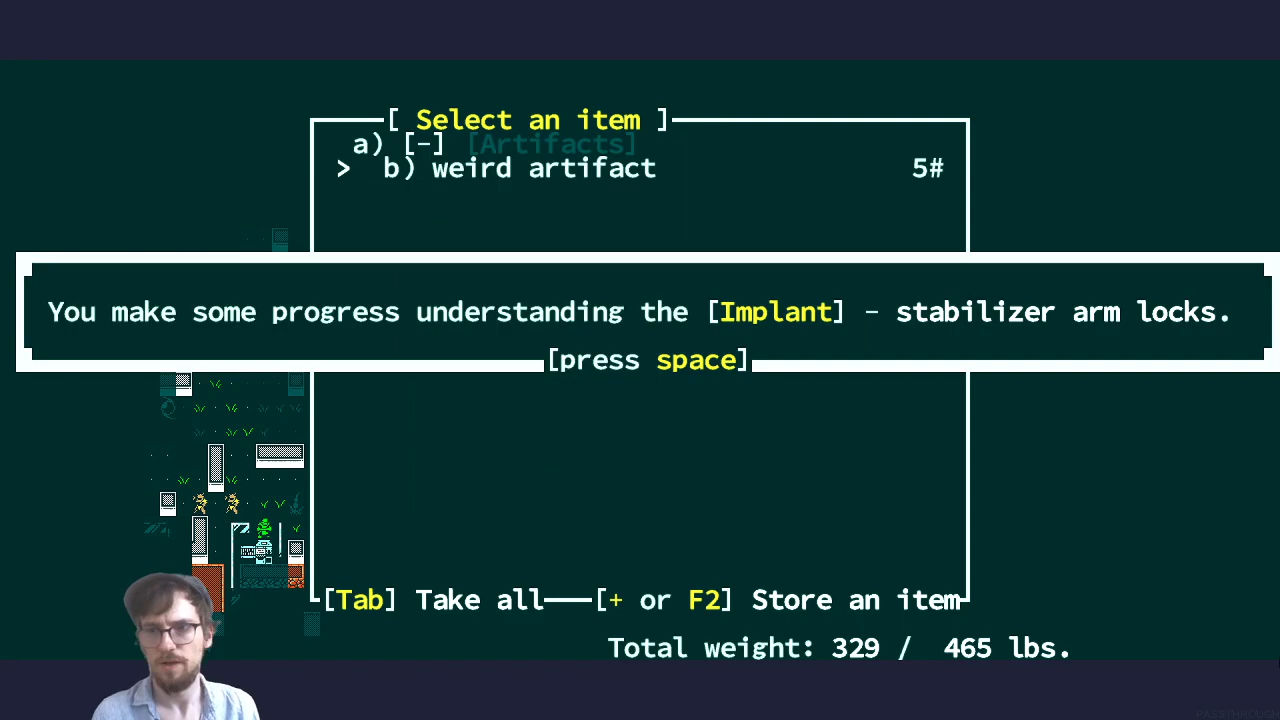 [ Select an item ]
a) [-] [Artifacts]
> b) weird artifact 5#
You make some progress understanding the [Implant] - stabilizer arm locks.
[press space]
[Tab] Take all [+ or F2] Store an item
Total weight: 329 / 465 lbs.